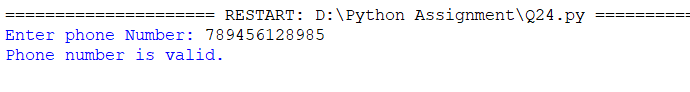 ===================== RESTART: D:\Python Assignment\Q24.py ==========
Enter phone Number: 789456128985
Phone number is valid.